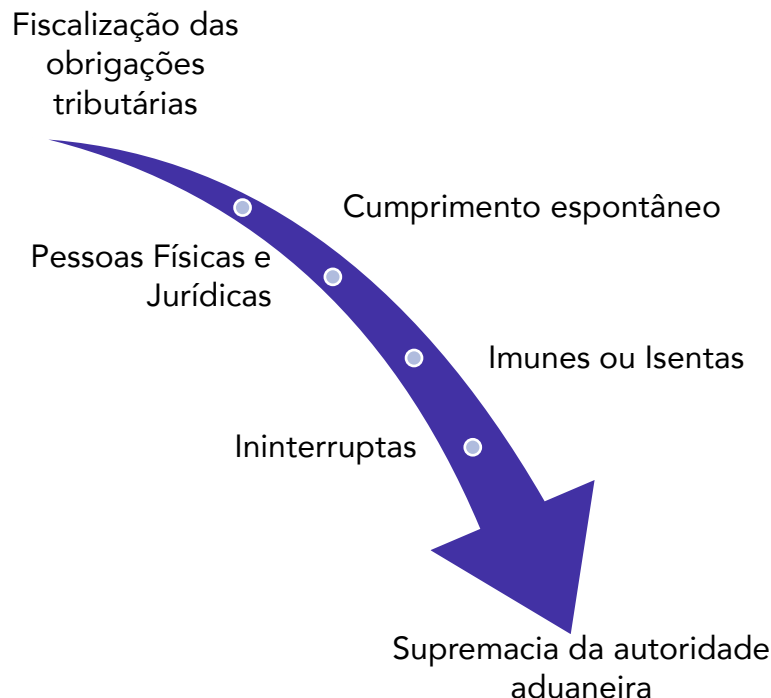 Fiscalização das
obrigações
tributárias
Cumprimento espontâneo
Pessoas Físicas e
Jurídicas
Imunes ou Isentas
Ininterruptas
Supremacia da autoridade
aduaneira